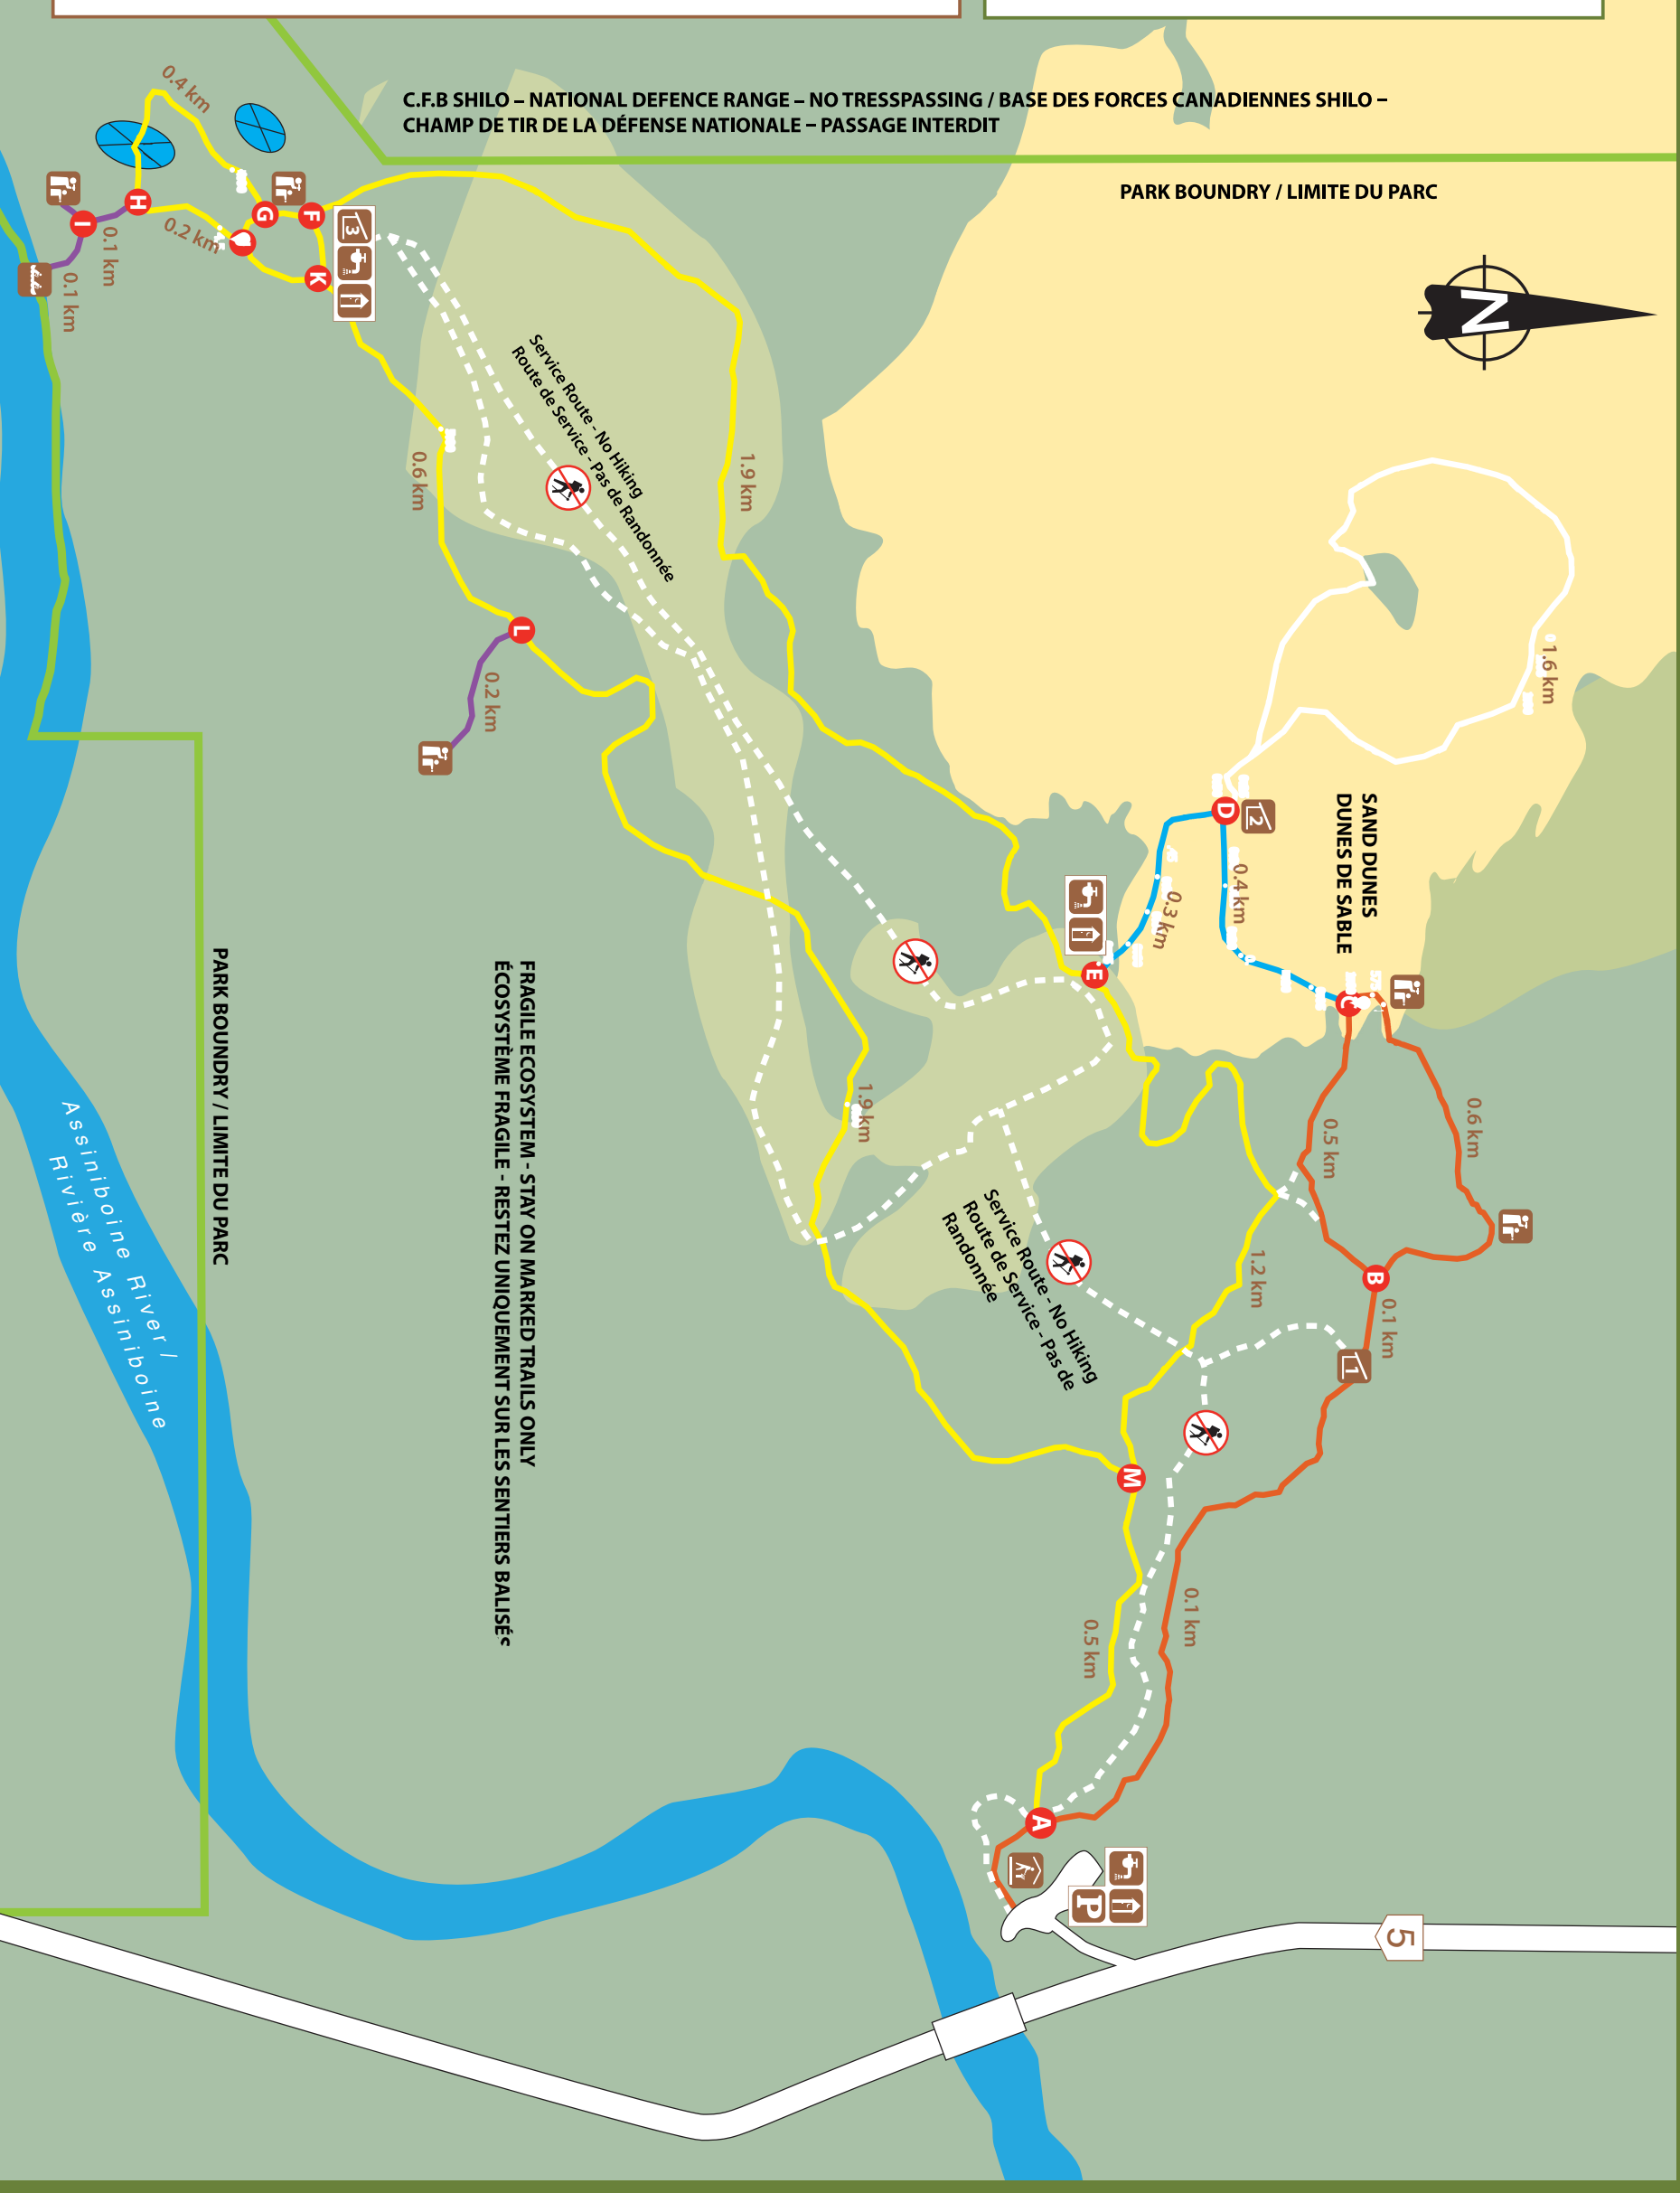 C.F.B SHILO – NATIONAL DEFENCE RANGE – NO TRESSPASSING / BASE DES FORCES CANADIENNES SHILO –
CHAMP DE TIR DE LA DÉFENSE NATIONALE – PASSAGE INTERDIT
PARK BOUNDRY / LIMITE DU PARC
N
0.4 km
H
I
G
F
K
0.2 km
0.1 km
0.1 km
3
Service Route - No Hiking
Route de Service - Pas de Randonnée
0.6 km
1.9 km
L
0.2 km
1.6 km
SAND DUNES
DUNES DE SABLE
D
2
0.4 km
0.3 km
E
C
0.6 km
0.5 km
B
0.1 km
1
1.2 km
1.9 km
Service Route - No Hiking
Route de Service - Pas de
Randonnée
M
FRAGILE ECOSYSTEM - STAY ON MARKED TRAILS ONLY
ÉCOSYSTÈME FRAGILE - RESTEZ UNIQUEMENT SUR LES SENTIERS BALISÉS
PARK BOUNDRY / LIMITE DU PARC
Assiniboine River /
Rivière Assiniboine
0.1 km
0.5 km
A
P
5